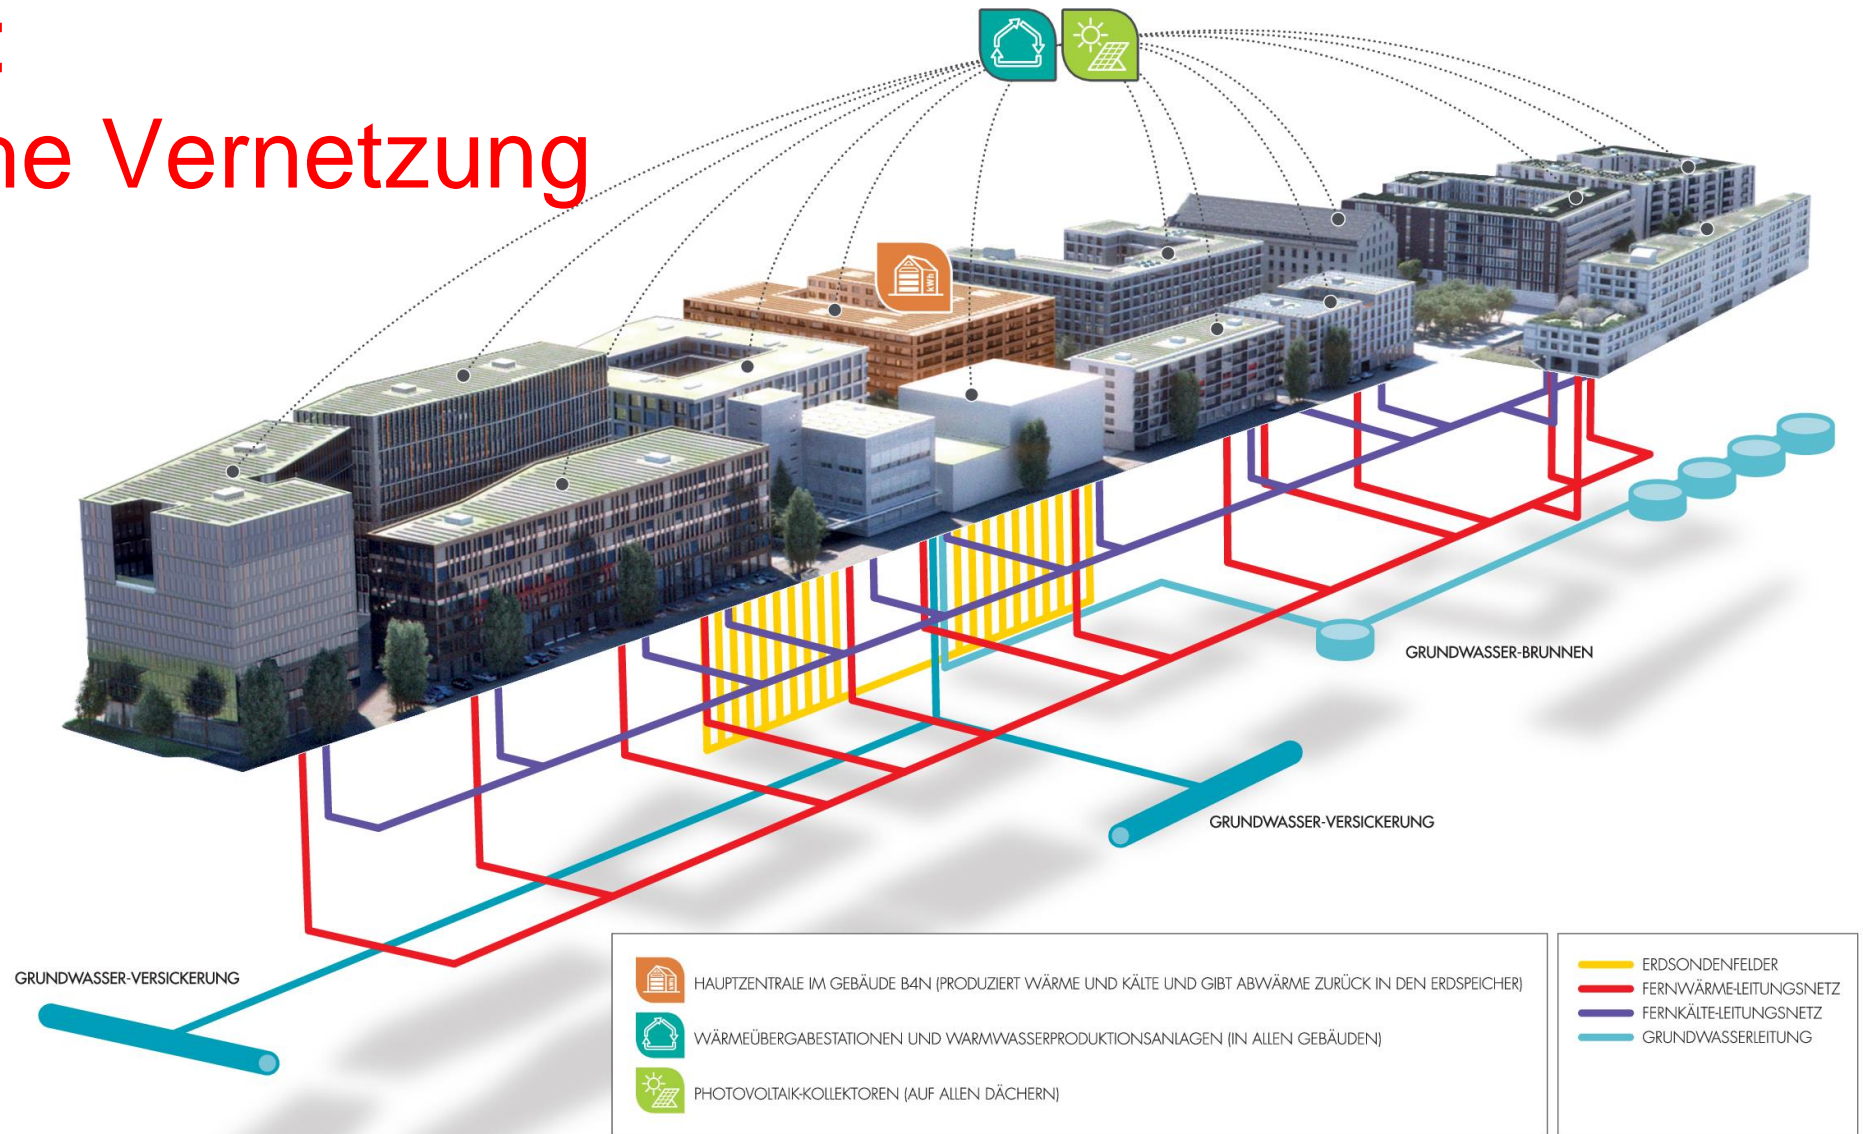 Vernetzung
kWh
GRUNDWASSER-BRUNNEN
GRUNDWASSER-VERSICKERUNG
GRUNDWASSER-VERSICKERUNG
HAUPTZENTRALE IM GEBÄUDE B4N (PRODUZIERT WÄRME UND KÄLTE UND GIBT ABWÄRME ZURÜCK IN DEN ERDSPEICHER)
WÄRMEÜBERGABESTATIONEN UND WARMWASSERPRODUKTIONSANLAGEN (IN ALLEN GEBÄUDEN)
PHOTOVOLTAIK-KOLLEKTOREN (AUF ALLEN DÄCHERN)
ERDSONDENFELDER
FERNWÄRME-LEITUNGSNETZ
FERNKÄLTE-LEITUNGSNETZ
GRUNDWASSERLEITUNG